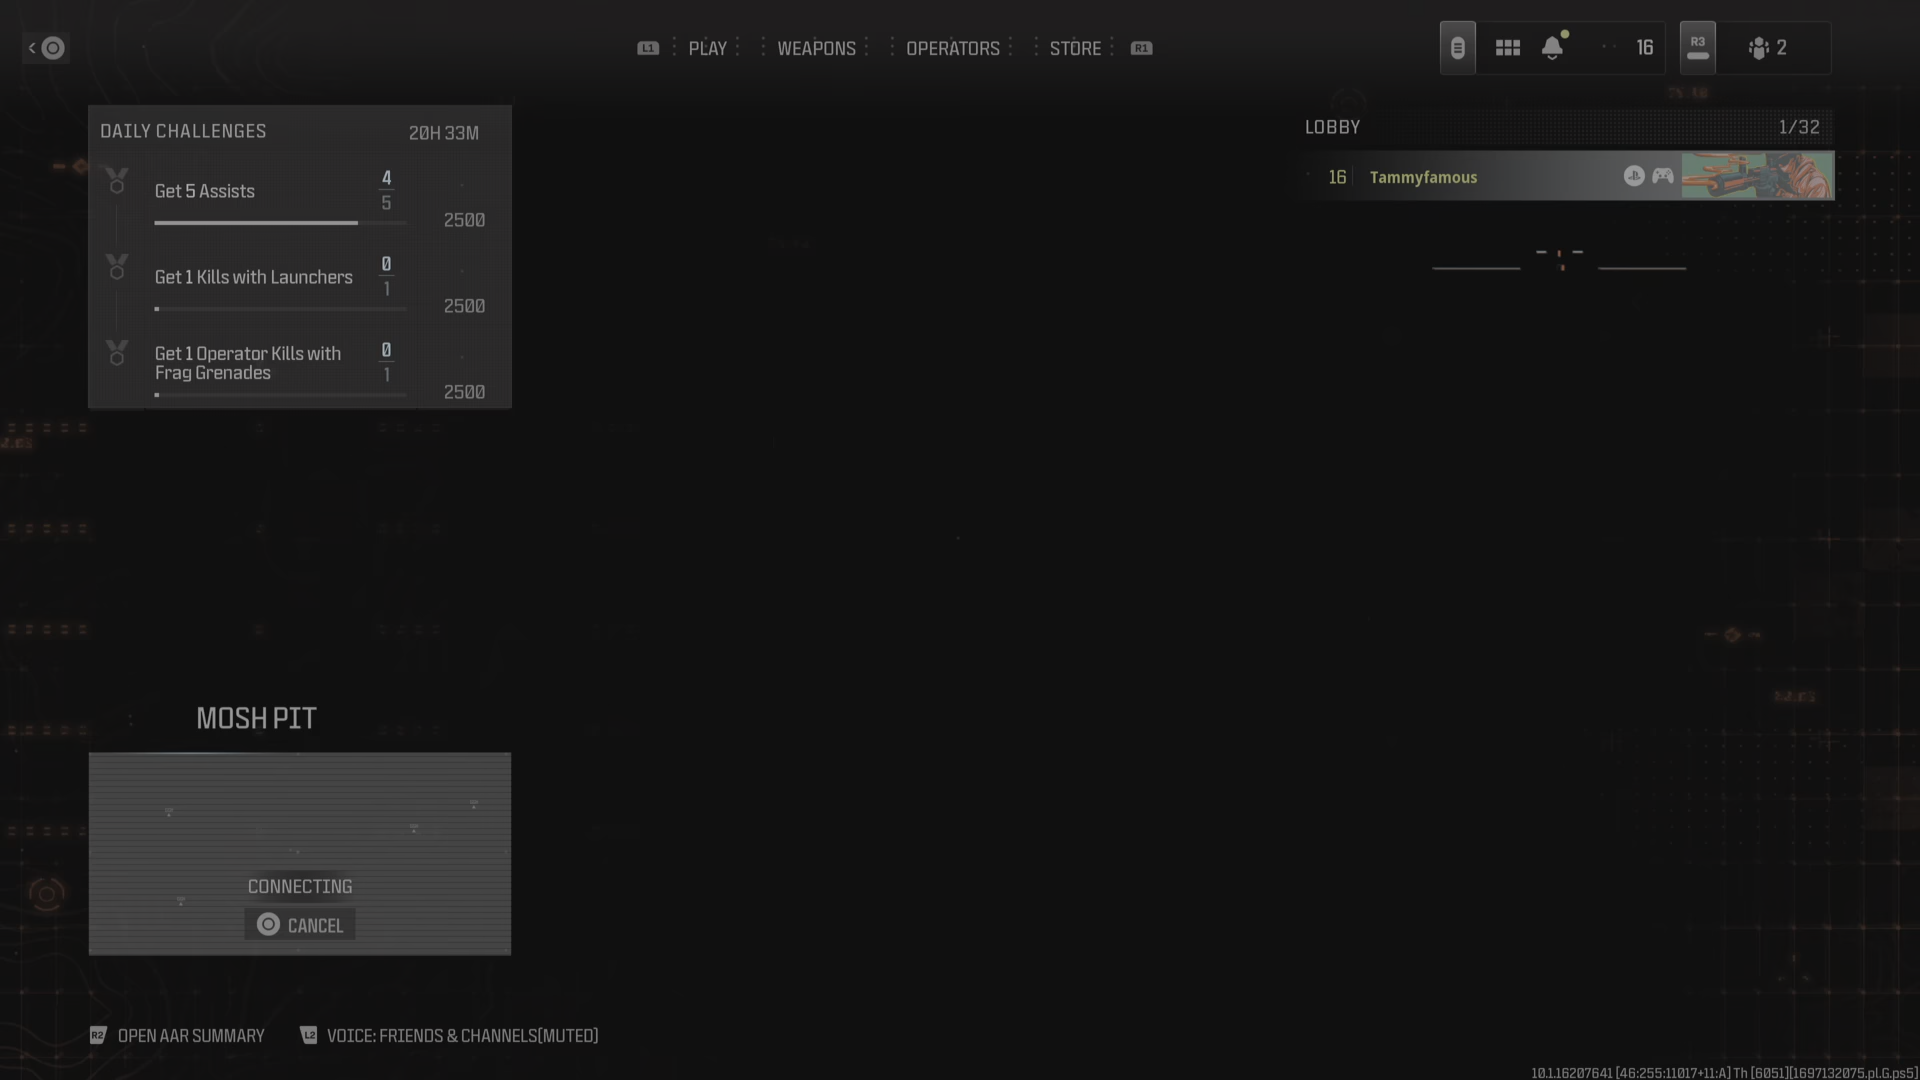 L1 PLAY WEAPONS OPERATORS STORE R1
16 R3 2
DAILY CHALLENGES 20H 33M
Get 5 Assists 4/5 2500
Get 1 Kills with Launchers 0/1 2500
Get 1 Operator Kills with
Frag Grenades 0/1 2500
LOBBY 1/32
16 Tammyfamous
MOSH PIT
CONNECTING
CANCEL
R2 OPEN AAR SUMMARY L2 VOICE: FRIENDS & CHANNELS(MUTED)
10.1.16207641 [46:255:11017+11:A] Th [6051][1697132075.pl.G.ps5]